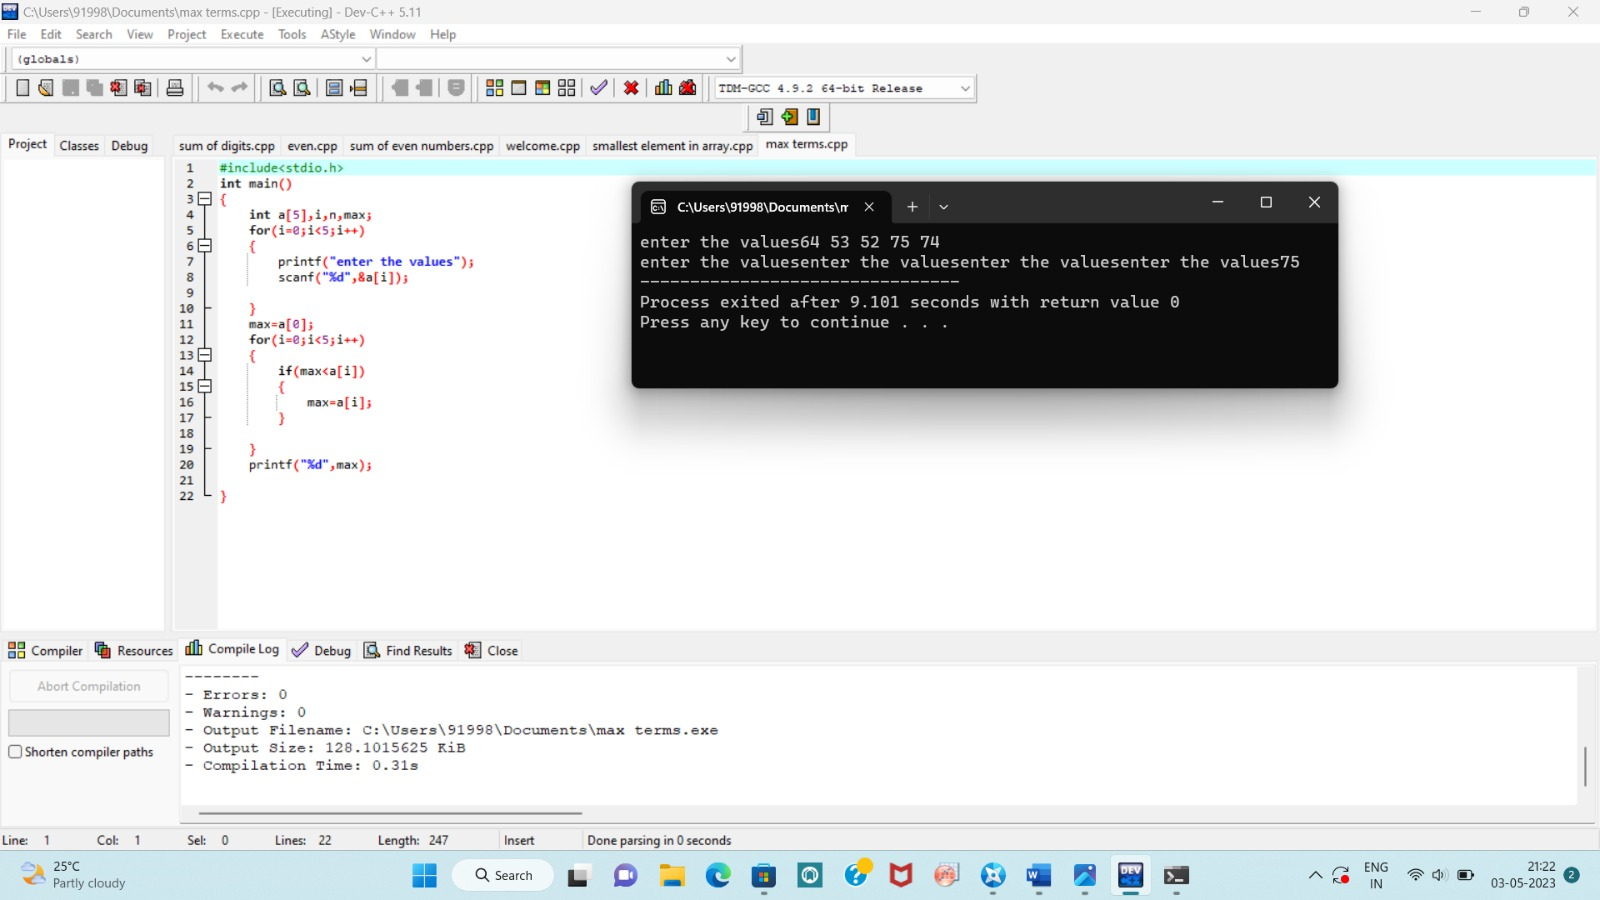 C:\Users\91998\Documents\max terms.cpp - [Executing] - Dev-C++ 5.11
File Edit Search View Project Execute Tools AStyle Window Help
(globals)
TDM-GCC 4.9.2 64-bit Release
Project Classes Debug
sum of digits.cpp even.cpp sum of even numbers.cpp welcome.cpp smallest element in array.cpp max terms.cpp
1 #include<stdio.h>
2 int main()
3 {
4 int a[5],i,n,max;
5 for(i=0;i<5;i++)
6 {
7 printf("enter the values");
8 scanf("%d",&a[i]);
9
10 }
11 max=a[0];
12 for(i=0;i<5;i++)
13 {
14 if(max<a[i])
15 {
16 max=a[i];
17 }
18
19 }
20 printf("%d",max);
21
22 }
C:\Users\91998\Documents\m
enter the values64 53 52 75 74
enter the valuesenter the valuesenter the valuesenter the values75
--------------------------------
Process exited after 9.101 seconds with return value 0
Press any key to continue . . .
Compiler Resources Compile Log Debug Find Results Close
Abort Compilation
Shorten compiler paths
--------
- Errors: 0
- Warnings: 0
- Output Filename: C:\Users\91998\Documents\max terms.exe
- Output Size: 128.1015625 KiB
- Compilation Time: 0.31s
Line: 1 Col: 1 Sel: 0 Lines: 22 Length: 247 Insert Done parsing in 0 seconds
25°C
Partly cloudy
Search
DEV
ENG
IN
21:22
03-05-2023
2